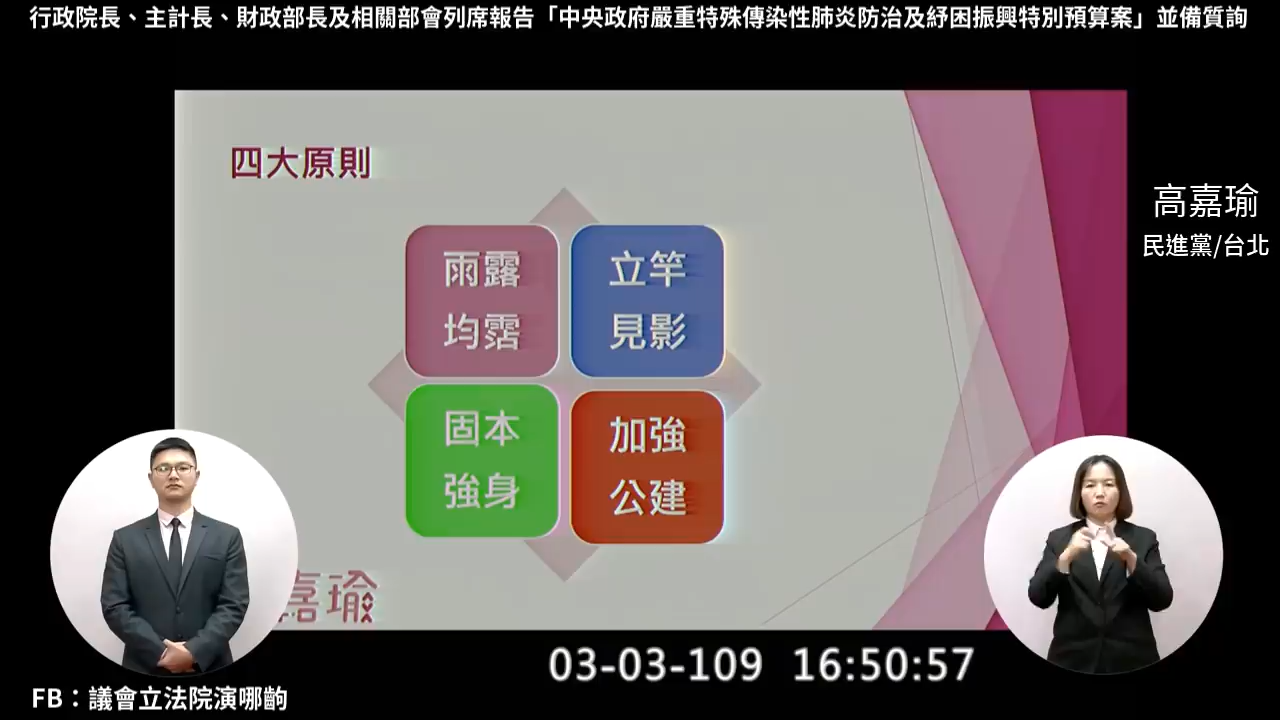 行政院長、主計長、財政部長及相關部會列席報告「中央政府嚴重特殊傳染性肺炎防治及紓困振興特別預算案」並備質詢
四大原則
高嘉瑜
民進黨/台北
雨露
均霑
立竿
見影
固本
強身
加強
公建
嘉瑜
03-03-109 16:50:57
FB：議會立法院演哪齣